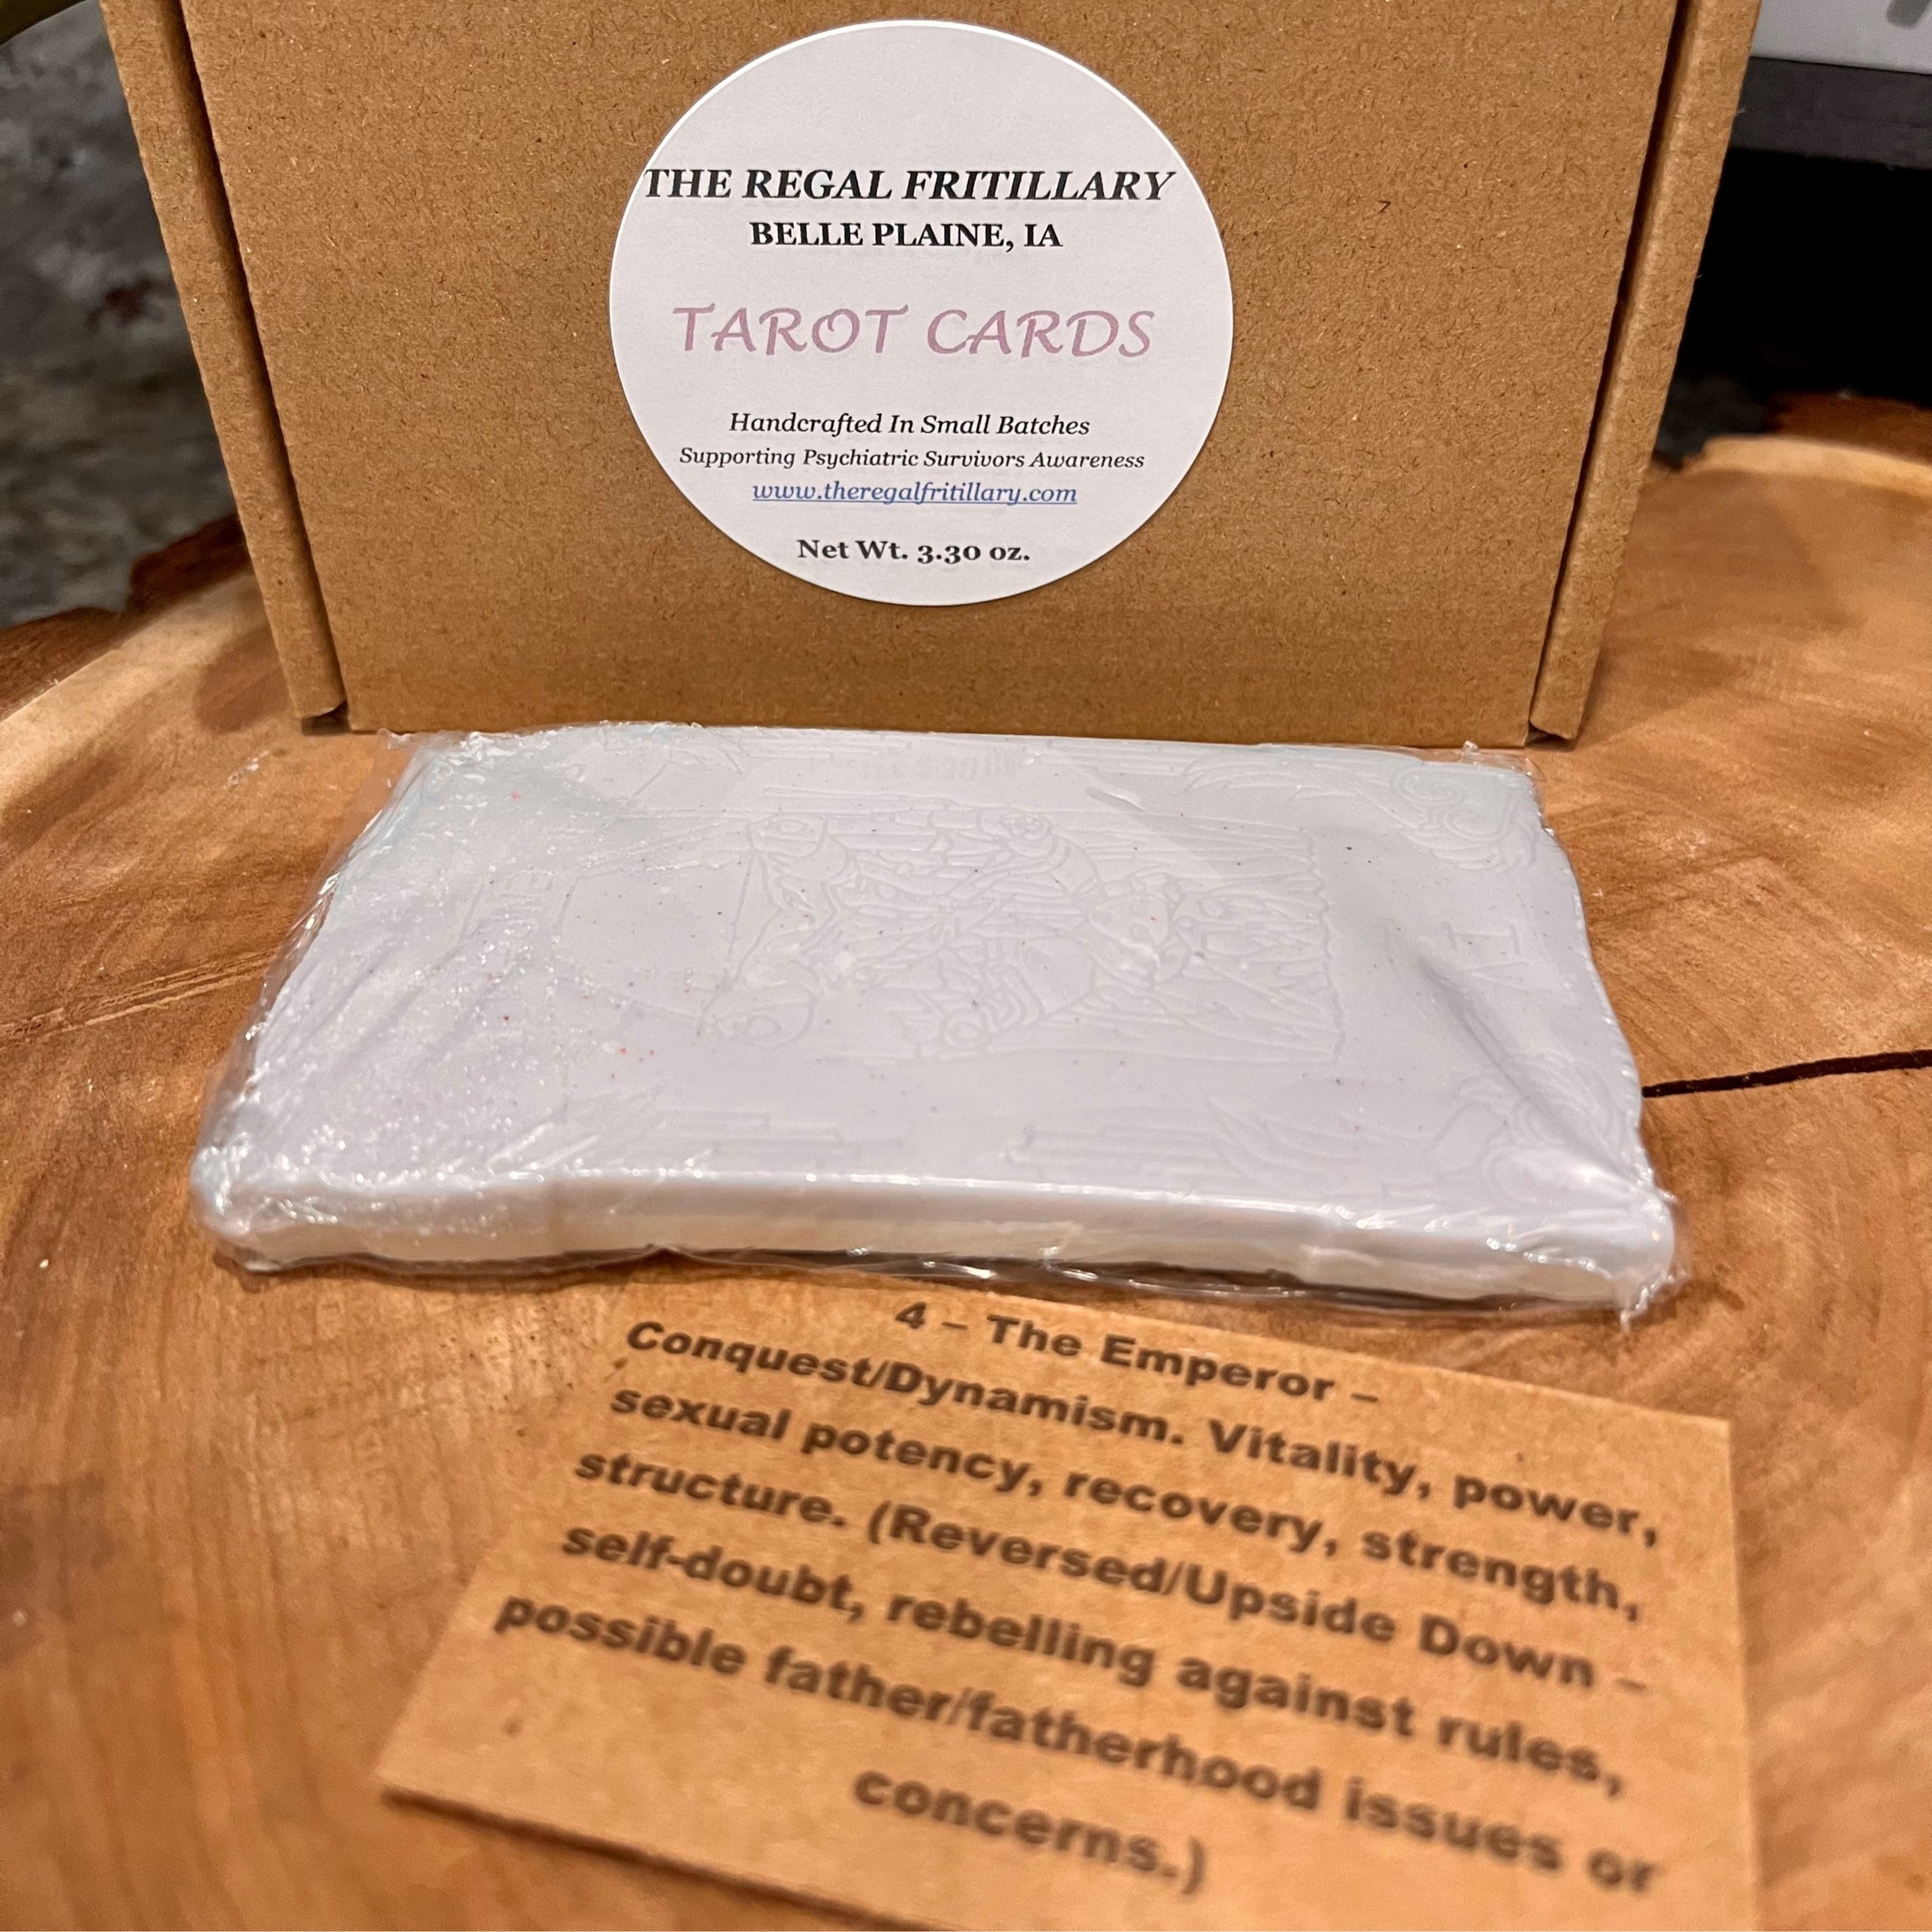 THE REGAL FRITILLARY
BELLE PLAINE, IA
TAROT CARDS
Handcrafted In Small Batches
Supporting Psychiatric Survivors Awareness
www.theregalfritillary.com
Net Wt. 3.30 oz.
IV
4 – The Emperor –
Conquest/Dynamism. Vitality, power,
sexual potency, recovery, strength,
structure. (Reversed/Upside Down –
self-doubt, rebelling against rules,
possible father/fatherhood issues or
concerns.)